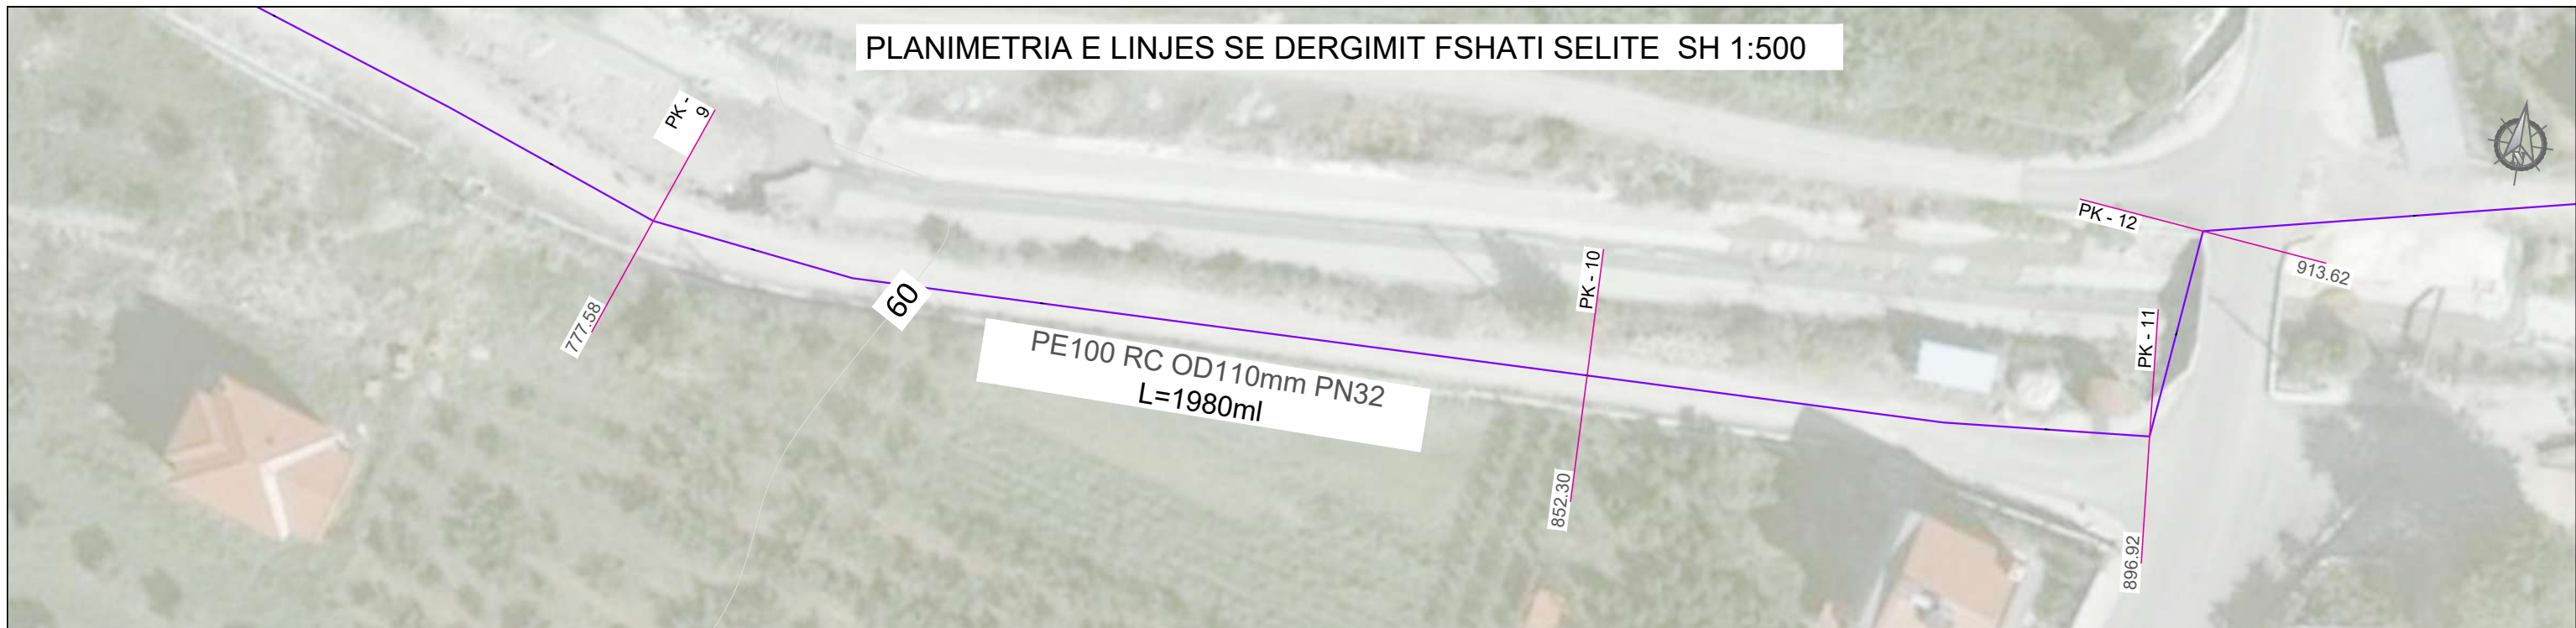 PLANIMETRIA E LINJES SE DERGIMIT FSHATI SELITE SH 1:500
PK -
9
777.58
60
PE100 RC OD110mm PN32
L=1980ml
PK - 10
852.30
PK - 11
896.92
PK - 12
913.62
N